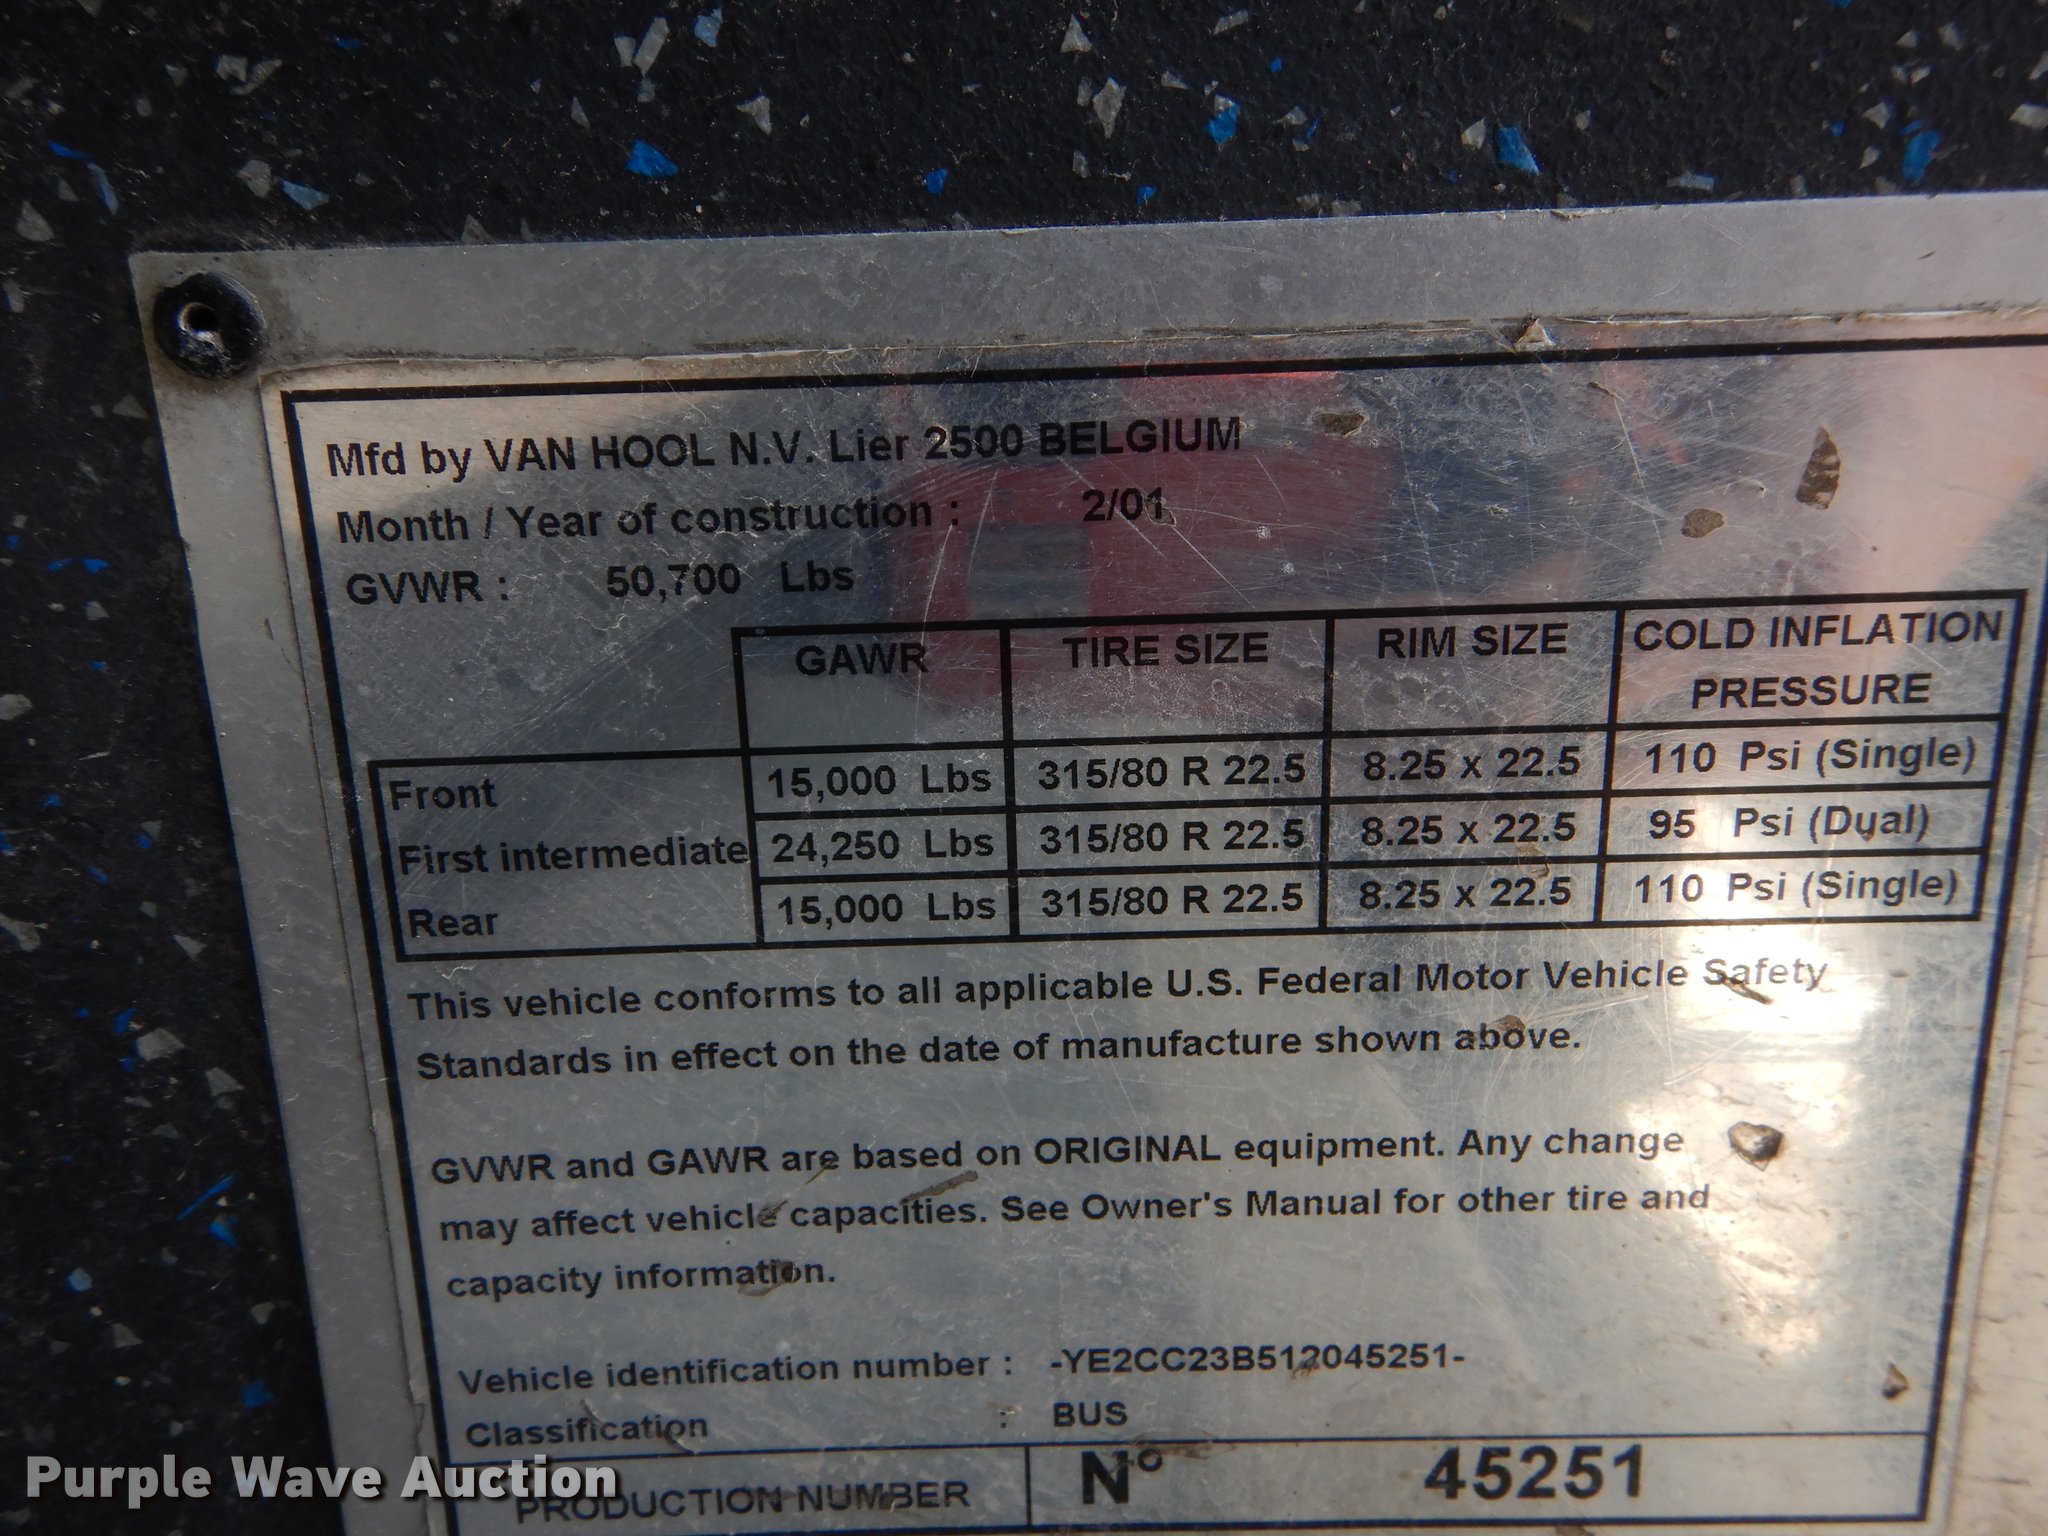 Mfd by VAN HOOL N.V. Lier 2500 BELGIUM
Month / Year of construction : 2/01
GVWR : 50,700 Lbs
GAWR TIRE SIZE RIM SIZE COLD INFLATION PRESSURE
Front 15,000 Lbs 315/80 R 22.5 8.25 x 22.5 110 Psi (Single)
First intermediate 24,250 Lbs 315/80 R 22.5 8.25 x 22.5 95 Psi (Dual)
Rear 15,000 Lbs 315/80 R 22.5 8.25 x 22.5 110 Psi (Single)
This vehicle conforms to all applicable U.S. Federal Motor Vehicle Safety
Standards in effect on the date of manufacture shown above.
GVWR and GAWR are based on ORIGINAL equipment. Any change
may affect vehicle capacities. See Owner's Manual for other tire and
capacity information.
Vehicle identification number : -YE2CC23B512045251-
Classification : BUS
PRODUCTION NUMBER N° 45251
Purple Wave Auction